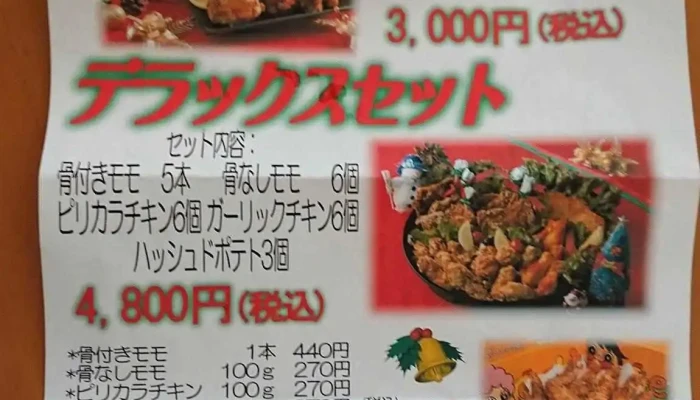 3,000円(税込)
デラックスセット
セット内容：
骨付きモモ 5本 骨なしモモ 6個
ピリカラチキン6個 ガーリックチキン6個
ハッシュドポテト3個
4,800円(税込)
*骨付きモモ 1本 440円
*骨なしモモ 100g 270円
*ピリカラチキン 100g 270円